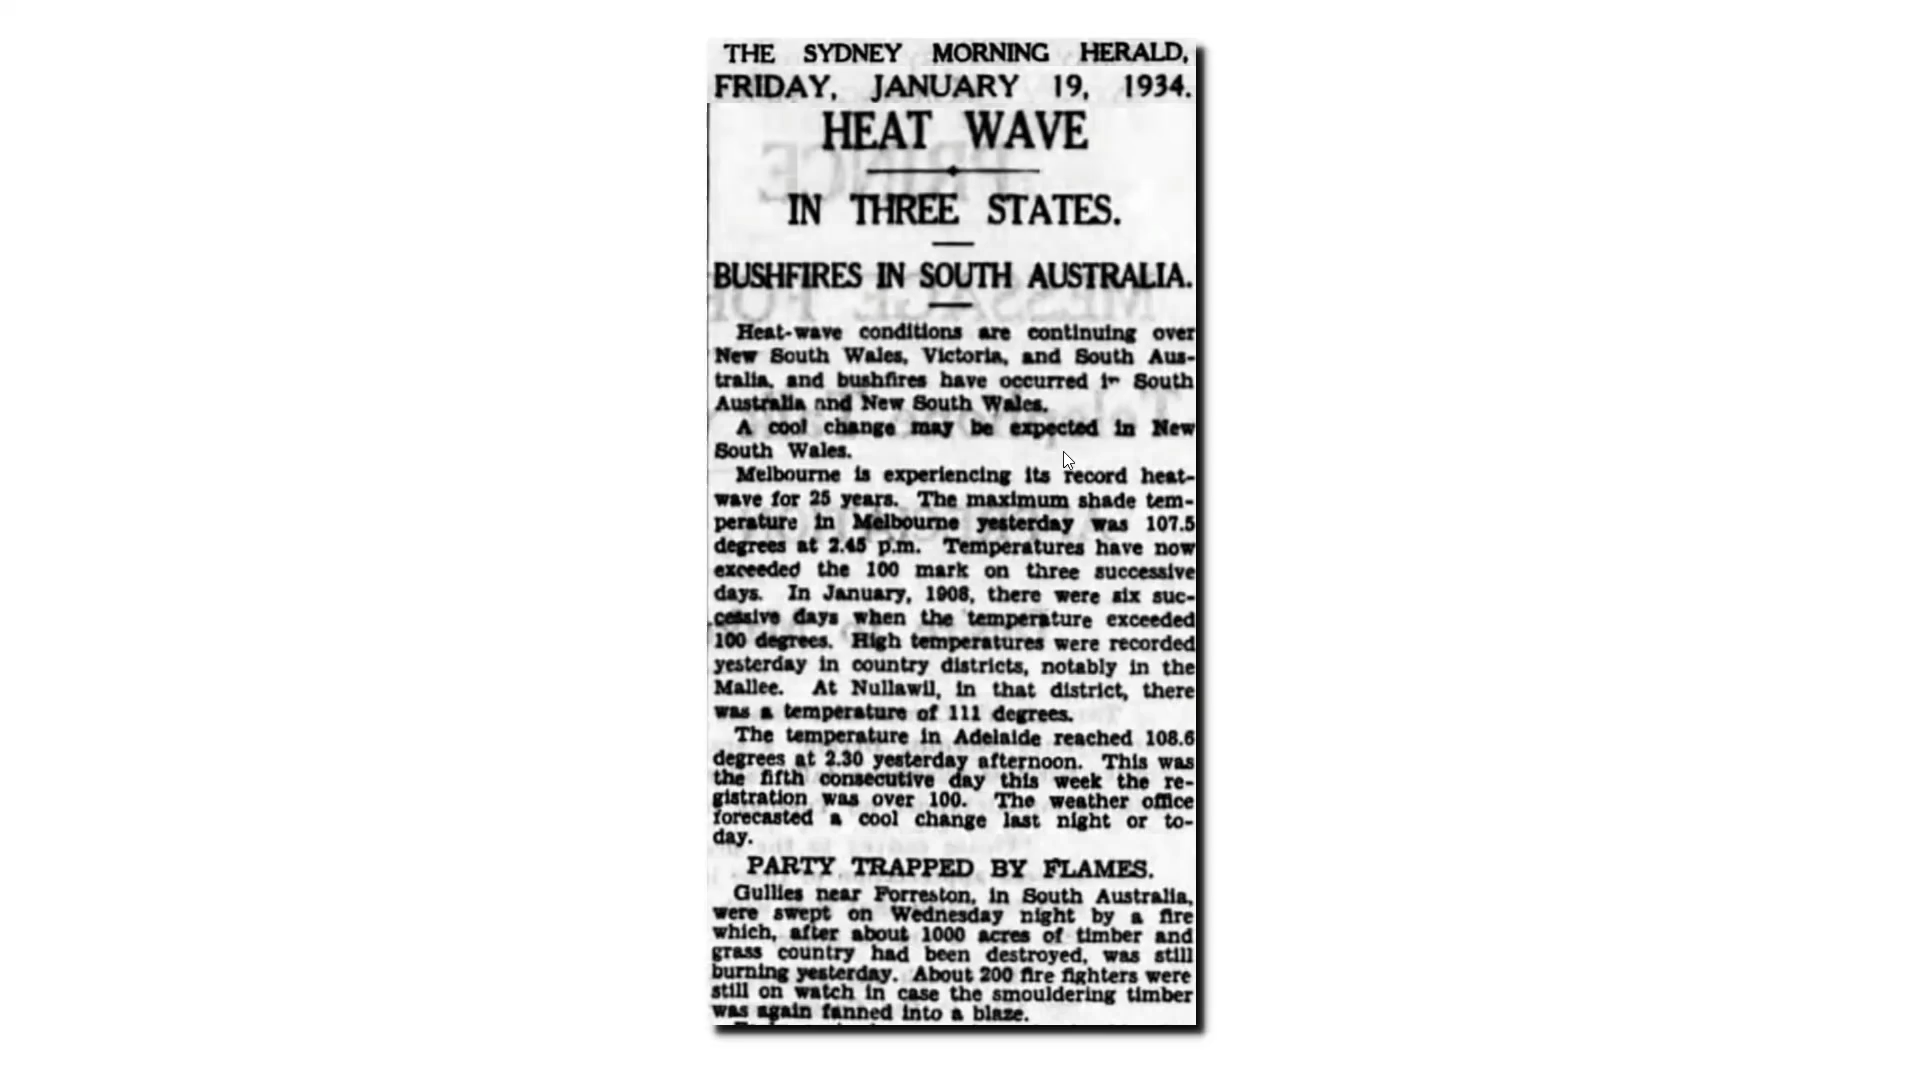 THE SYDNEY MORNING HERALD,
FRIDAY, JANUARY 19, 1934.
HEAT WAVE
IN THREE STATES.
BUSHFIRES IN SOUTH AUSTRALIA.
Heat-wave conditions are continuing over
New South Wales, Victoria, and South Aus-
tralia, and bushfires have occurred in South
Australia and New South Wales.
A cool change may be expected in New
South Wales.
Melbourne is experiencing its record heat-
wave for 25 years. The maximum shade tem-
perature in Melbourne yesterday was 107.5
degrees at 2.45 p.m. Temperatures have now
exceeded the 100 mark on three successive
days. In January, 1908, there were six suc-
cessive days when the temperature exceeded
100 degrees. High temperatures were recorded
yesterday in country districts, notably in the
Mallee. At Nullawil, in that district, there
was a temperature of 111 degrees.
The temperature in Adelaide reached 108.6
degrees at 2.30 yesterday afternoon. This was
the fifth consecutive day this week the re-
gistration was over 100. The weather office
forecasted a cool change last night or to-
day.
PARTY TRAPPED BY FLAMES.
Gullies near Forreston, in South Australia,
were swept on Wednesday night by a fire
which, after about 1000 acres of timber and
grass country had been destroyed, was still
burning yesterday. About 200 fire fighters were
still on watch in case the smouldering timber
was again fanned into a blaze.